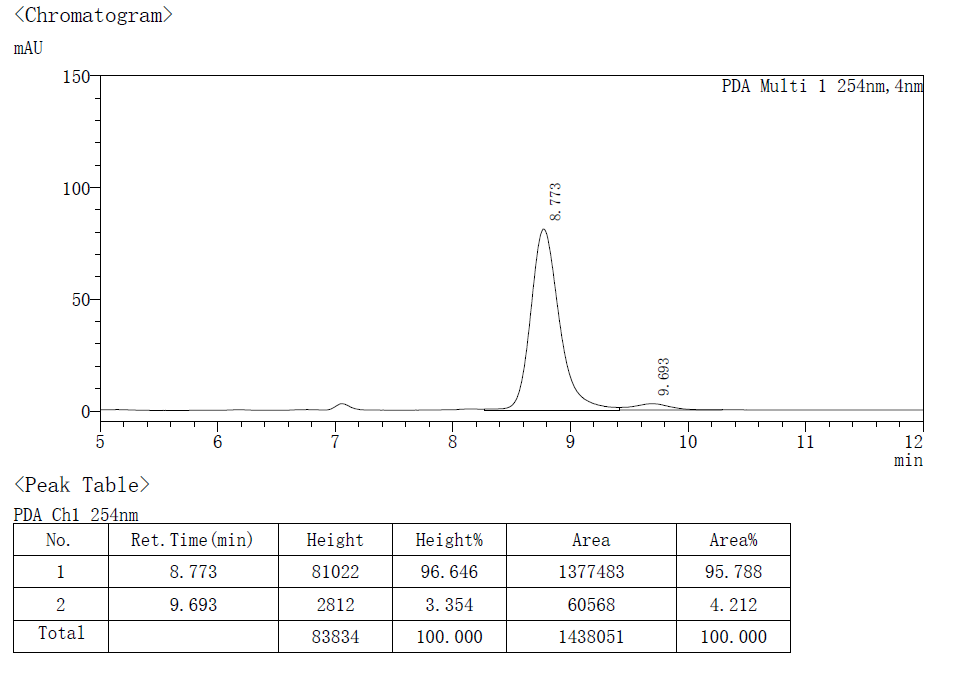 <Chromatogram>
mAU
150
PDA Multi 1 254nm,4nm
100
8.773
50
9.693
0
5 6 7 8 9 10 11 12
min
<Peak Table>
PDA Ch1 254nm
No. Ret.Time(min) Height Height% Area Area%
1 8.773 81022 96.646 1377483 95.788
2 9.693 2812 3.354 60568 4.212
Total 83834 100.000 1438051 100.000